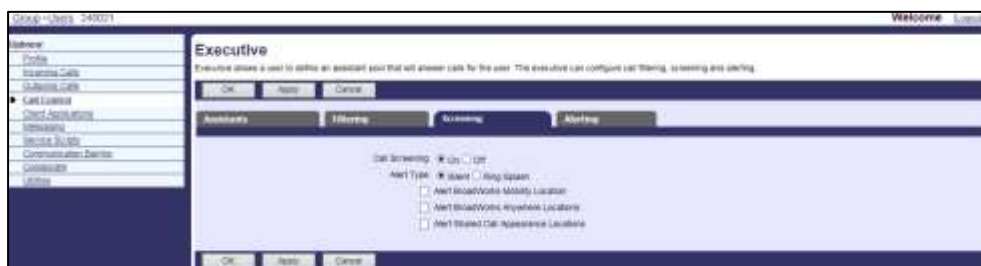 Group >Users : 240021
Welcome
Logout
Options:
Profile
Incoming Calls
Outgoing Calls
Call Control
Client Applications
Messaging
Service Scripts
Communication Barring
Collaborate
Utilities
Executive
Executive allows a user to define an assistant pool that will answer calls for the user. The executive can configure call filtering, screening and alerting.
OK Apply Cancel
Assistants Filtering Screening Alerting
Call Screening: On Off
Alert Type: Silent Ring Splash
Alert BroadWorks Mobility Location
Alert BroadWorks Anywhere Locations
Alert Shared Call Appearance Locations
OK Apply Cancel